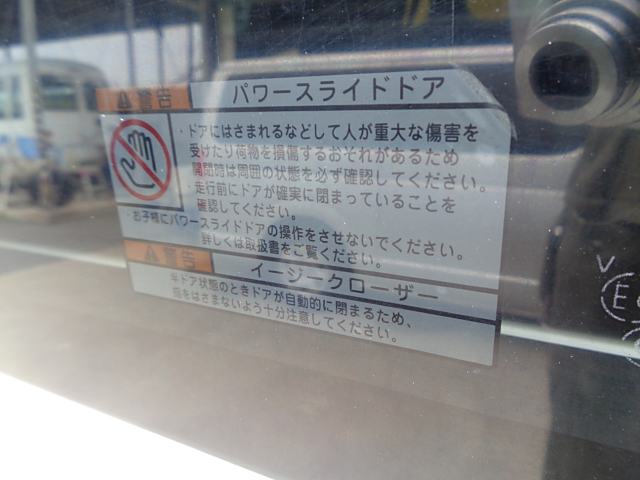 警告 パワースライドドア
・ドアにはさまれるなどして人が重大な傷害を
受けたり荷物を損傷するおそれがあるため
開閉時は周囲の状態を必ず確認してください。
・走行前にドアが確実に閉まっていることを
確認してください。
・お子様にパワースライドドアの操作をさせないでください。
詳しくは取扱書をご覧ください。
警告 イージークローザー
半ドア状態のときドアが自動的に閉まるため、
指をはさまないよう十分注意してください。
V
E